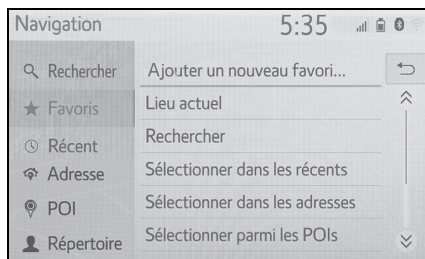 Navigation 5:35
Rechercher
Favoris
Récent
Adresse
POI
Répertoire
Ajouter un nouveau favori...
Lieu actuel
Rechercher
Sélectionner dans les récents
Sélectionner dans les adresses
Sélectionner parmi les POIs